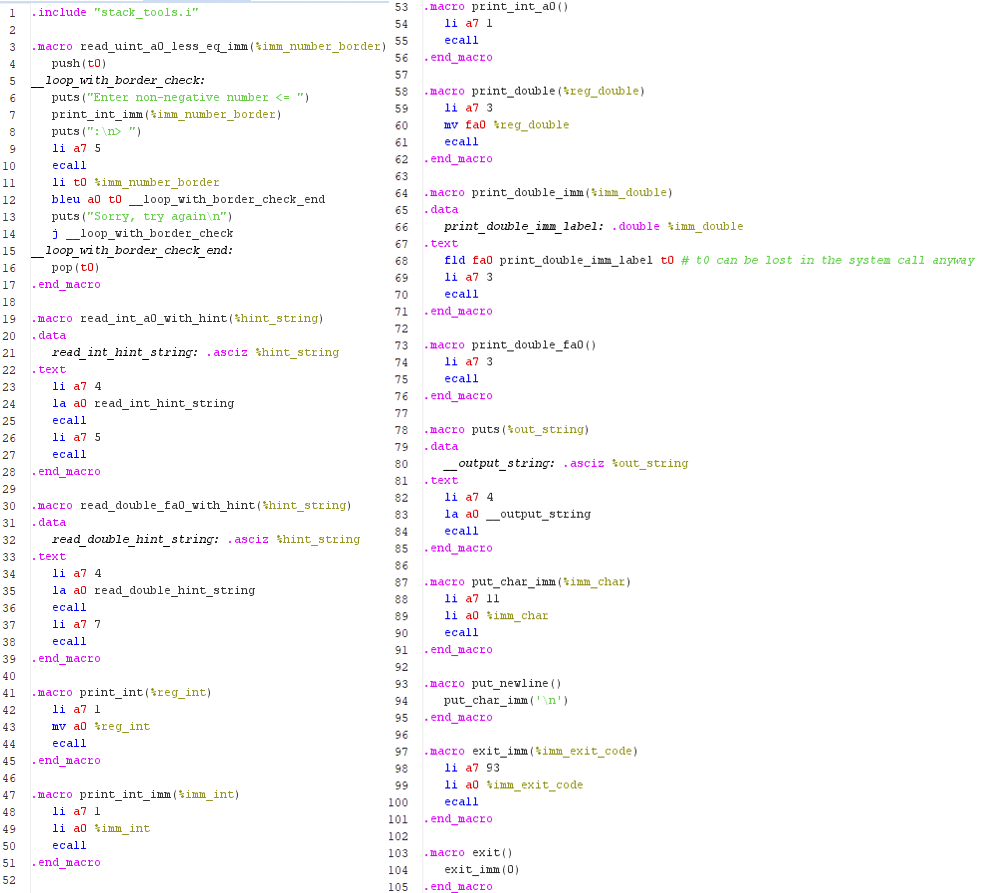 1 .include "stack_tools.i"
2
3 .macro read_uint_a0_less_eq_imm(%imm_number_border)
4    push(t0)
5 __loop_with_border_check:
6    puts("Enter non-negative number <= ")
7    print_int_imm(%imm_number_border)
8    puts(":\n> ")
9    li a7 5
10    ecall
11    li t0 %imm_number_border
12    bleu a0 t0 __loop_with_border_check_end
13    puts("Sorry, try again\n")
14    j __loop_with_border_check
15 __loop_with_border_check_end:
16    pop(t0)
17 .end_macro
18
19 .macro read_int_a0_with_hint(%hint_string)
20 .data
21    read_int_hint_string: .asciz %hint_string
22 .text
23    li a7 4
24    la a0 read_int_hint_string
25    ecall
26    li a7 5
27    ecall
28 .end_macro
29
30 .macro read_double_fa0_with_hint(%hint_string)
31 .data
32    read_double_hint_string: .asciz %hint_string
33 .text
34    li a7 4
35    la a0 read_double_hint_string
36    ecall
37    li a7 7
38    ecall
39 .end_macro
40
41 .macro print_int(%reg_int)
42    li a7 1
43    mv a0 %reg_int
44    ecall
45 .end_macro
46
47 .macro print_int_imm(%imm_int)
48    li a7 1
49    li a0 %imm_int
50    ecall
51 .end_macro
52
53 .macro print_int_a0()
54    li a7 1
55    ecall
56 .end_macro
57
58 .macro print_double(%reg_double)
59    li a7 3
60    mv fa0 %reg_double
61    ecall
62 .end_macro
63
64 .macro print_double_imm(%imm_double)
65 .data
66    print_double_imm_label: .double %imm_double
67 .text
68    fld fa0 print_double_imm_label t0 # t0 can be lost in the system call anyway
69    li a7 3
70    ecall
71 .end_macro
72
73 .macro print_double_fa0()
74    li a7 3
75    ecall
76 .end_macro
77
78 .macro puts(%out_string)
79 .data
80    __output_string: .asciz %out_string
81 .text
82    li a7 4
83    la a0 __output_string
84    ecall
85 .end_macro
86
87 .macro put_char_imm(%imm_char)
88    li a7 11
89    li a0 %imm_char
90    ecall
91 .end_macro
92
93 .macro put_newline()
94    put_char_imm('\n')
95 .end_macro
96
97 .macro exit_imm(%imm_exit_code)
98    li a7 93
99    li a0 %imm_exit_code
100    ecall
101 .end_macro
102
103 .macro exit()
104    exit_imm(0)
105 .end_macro